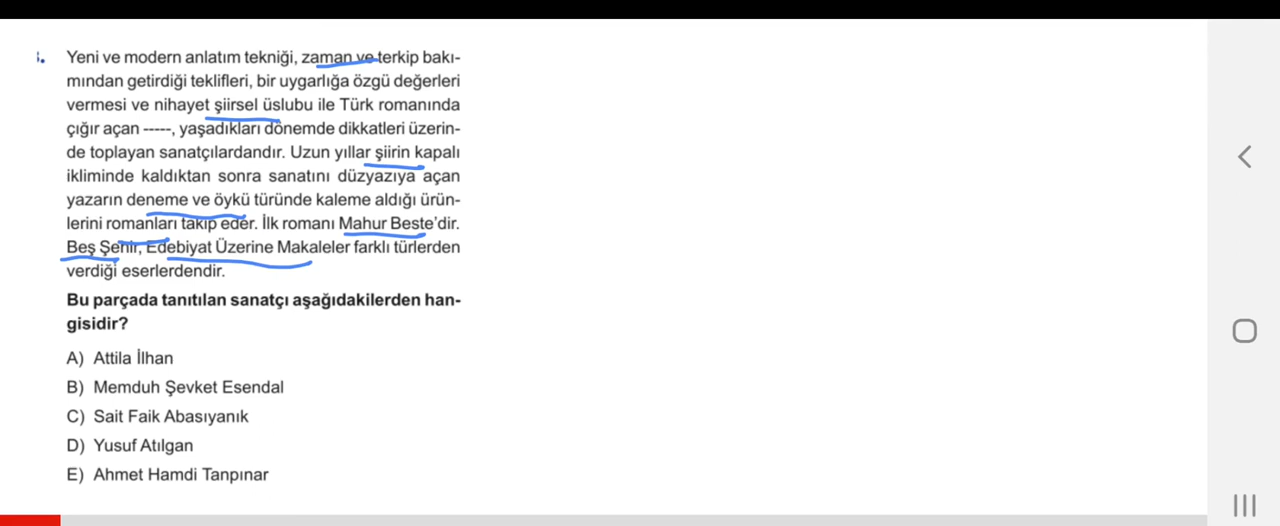 Yeni ve modern anlatım tekniği, zaman ve terkip bakı-
mından getirdiği teklifleri, bir uygarlığa özgü değerleri
vermesi ve nihayet şiirsel üslubu ile Türk romanında
çığır açan -----, yaşadıkları dönemde dikkatleri üzerin-
de toplayan sanatçılardandır. Uzun yıllar şiirin kapalı
ikliminde kaldıktan sonra sanatını düzyazıya açan
yazarın deneme ve öykü türünde kaleme aldığı ürün-
lerini romanları takip eder. İlk romanı Mahur Beste'dir.
Beş Şehir, Edebiyat Üzerine Makaleler farklı türlerden
verdiği eserlerdendir.
Bu parçada tanıtılan sanatçı aşağıdakilerden han-
gisidir?
A) Attila İlhan
B) Memduh Şevket Esendal
C) Sait Faik Abasıyanık
D) Yusuf Atılgan
E) Ahmet Hamdi Tanpınar